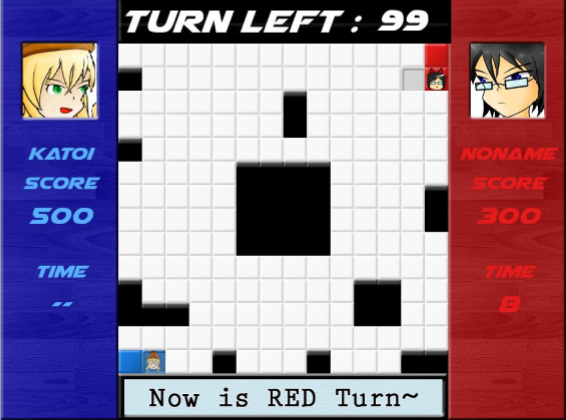 TURN LEFT : 99
KATOI
SCORE
500
TIME
--
NONAME
SCORE
300
TIME
8
Now is RED Turn~